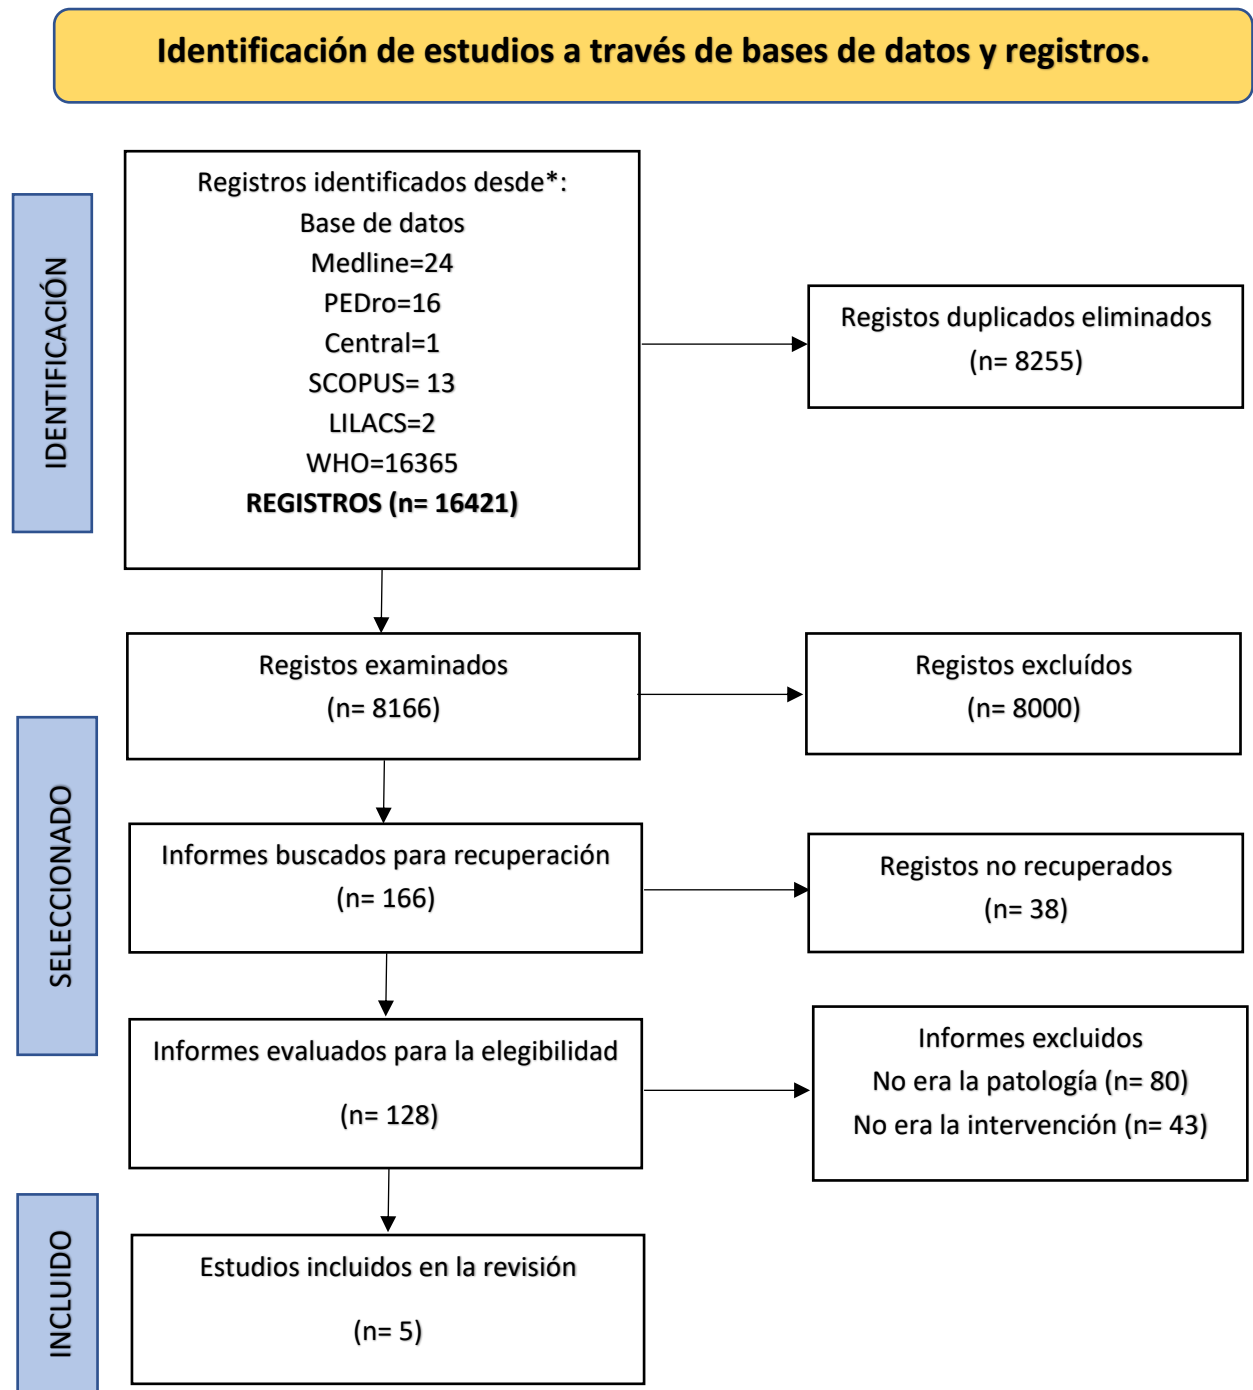 Identificación de estudios a través de bases de datos y registros.
IDENTIFICACIÓN
Registros identificados desde*:
Base de datos
Medline=24
PEDro=16
Central=1
SCOPUS= 13
LILACS=2
WHO=16365
REGISTROS (n= 16421)
Registos duplicados eliminados
(n= 8255)
SELECCIONADO
Registos examinados
(n= 8166)
Registos excluídos
(n= 8000)
Informes buscados para recuperación
(n= 166)
Registos no recuperados
(n= 38)
Informes evaluados para la elegibilidad
(n= 128)
Informes excluidos
No era la patología (n= 80)
No era la intervención (n= 43)
INCLUIDO
Estudios incluidos en la revisión
(n= 5)